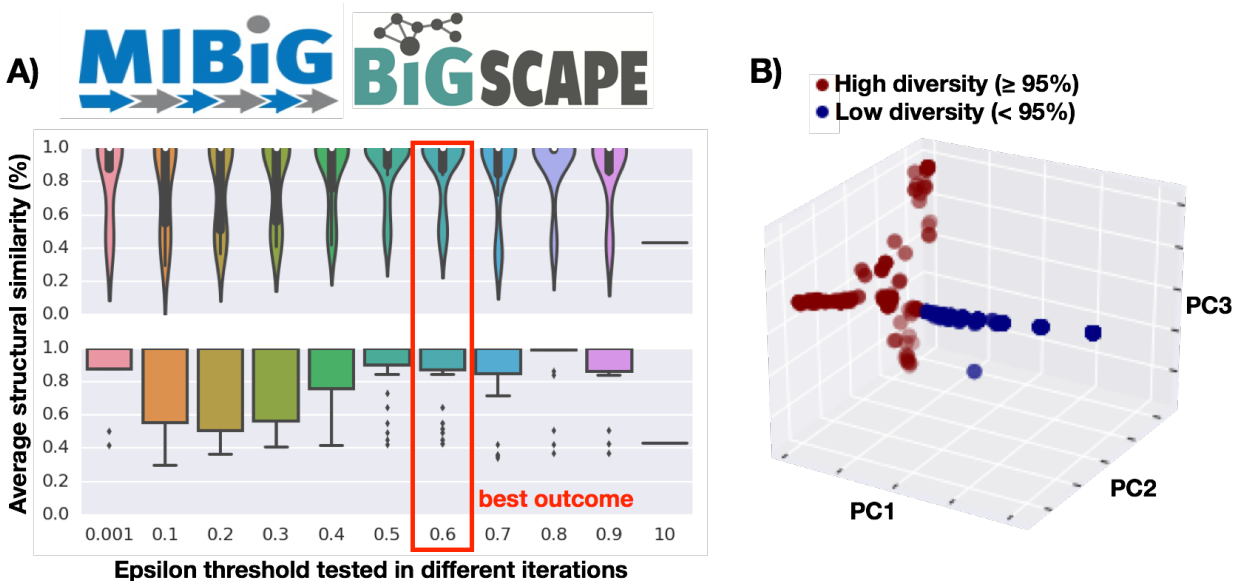 MIBiG
BiG SCAPE
A)
B)
High diversity (≥ 95%)
Low diversity (< 95%)
Average structural similarity (%)
1.0
0.8
0.6
0.4
0.2
0.0
1.0
0.8
0.6
0.4
0.2
0.0
best outcome
0.001 0.1 0.2 0.3 0.4 0.5 0.6 0.7 0.8 0.9 10
Epsilon threshold tested in different iterations
PC3
PC2
PC1